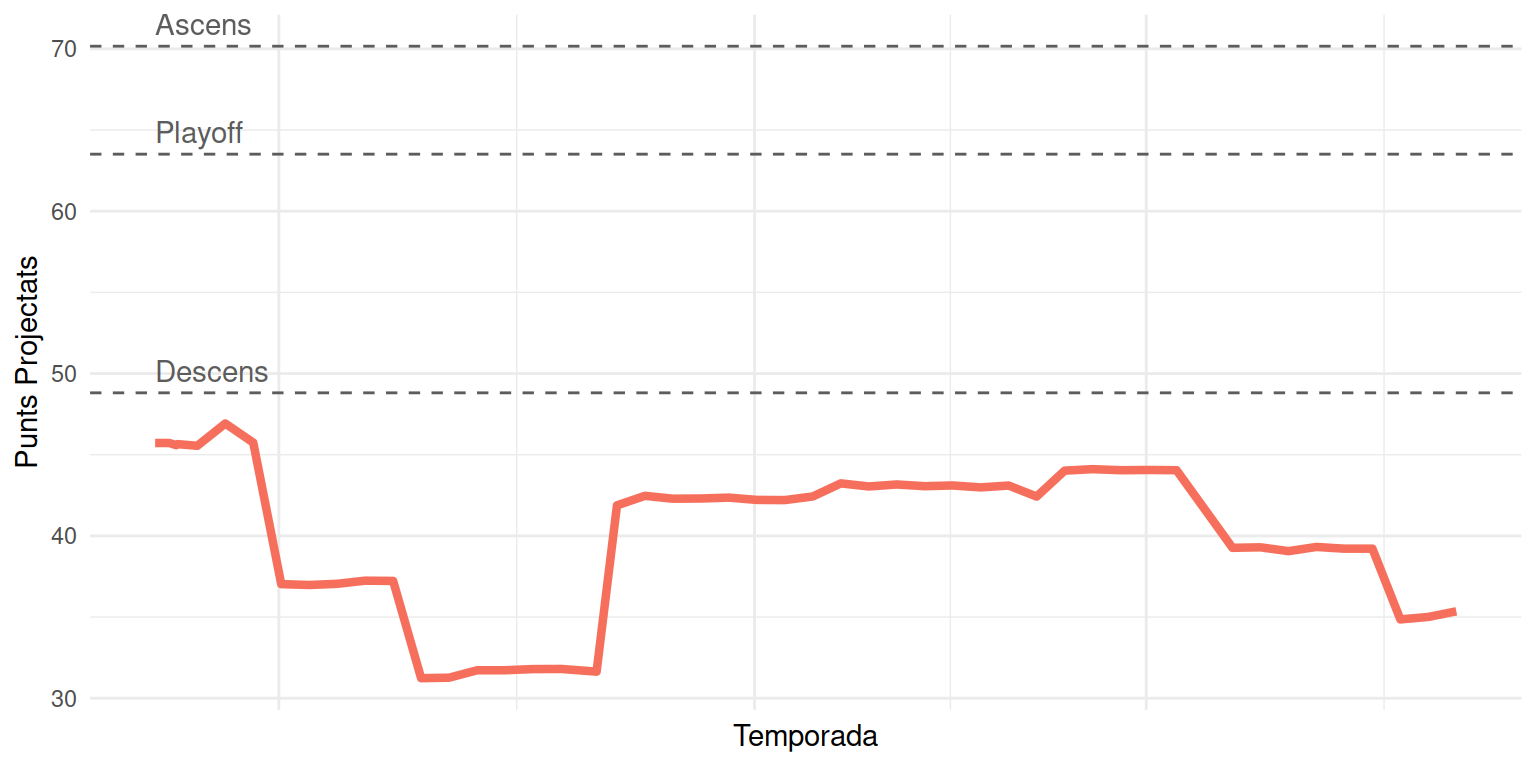 Ascens
70
Playoff
60
Descens
50
40
30
Punts Projectats
Temporada